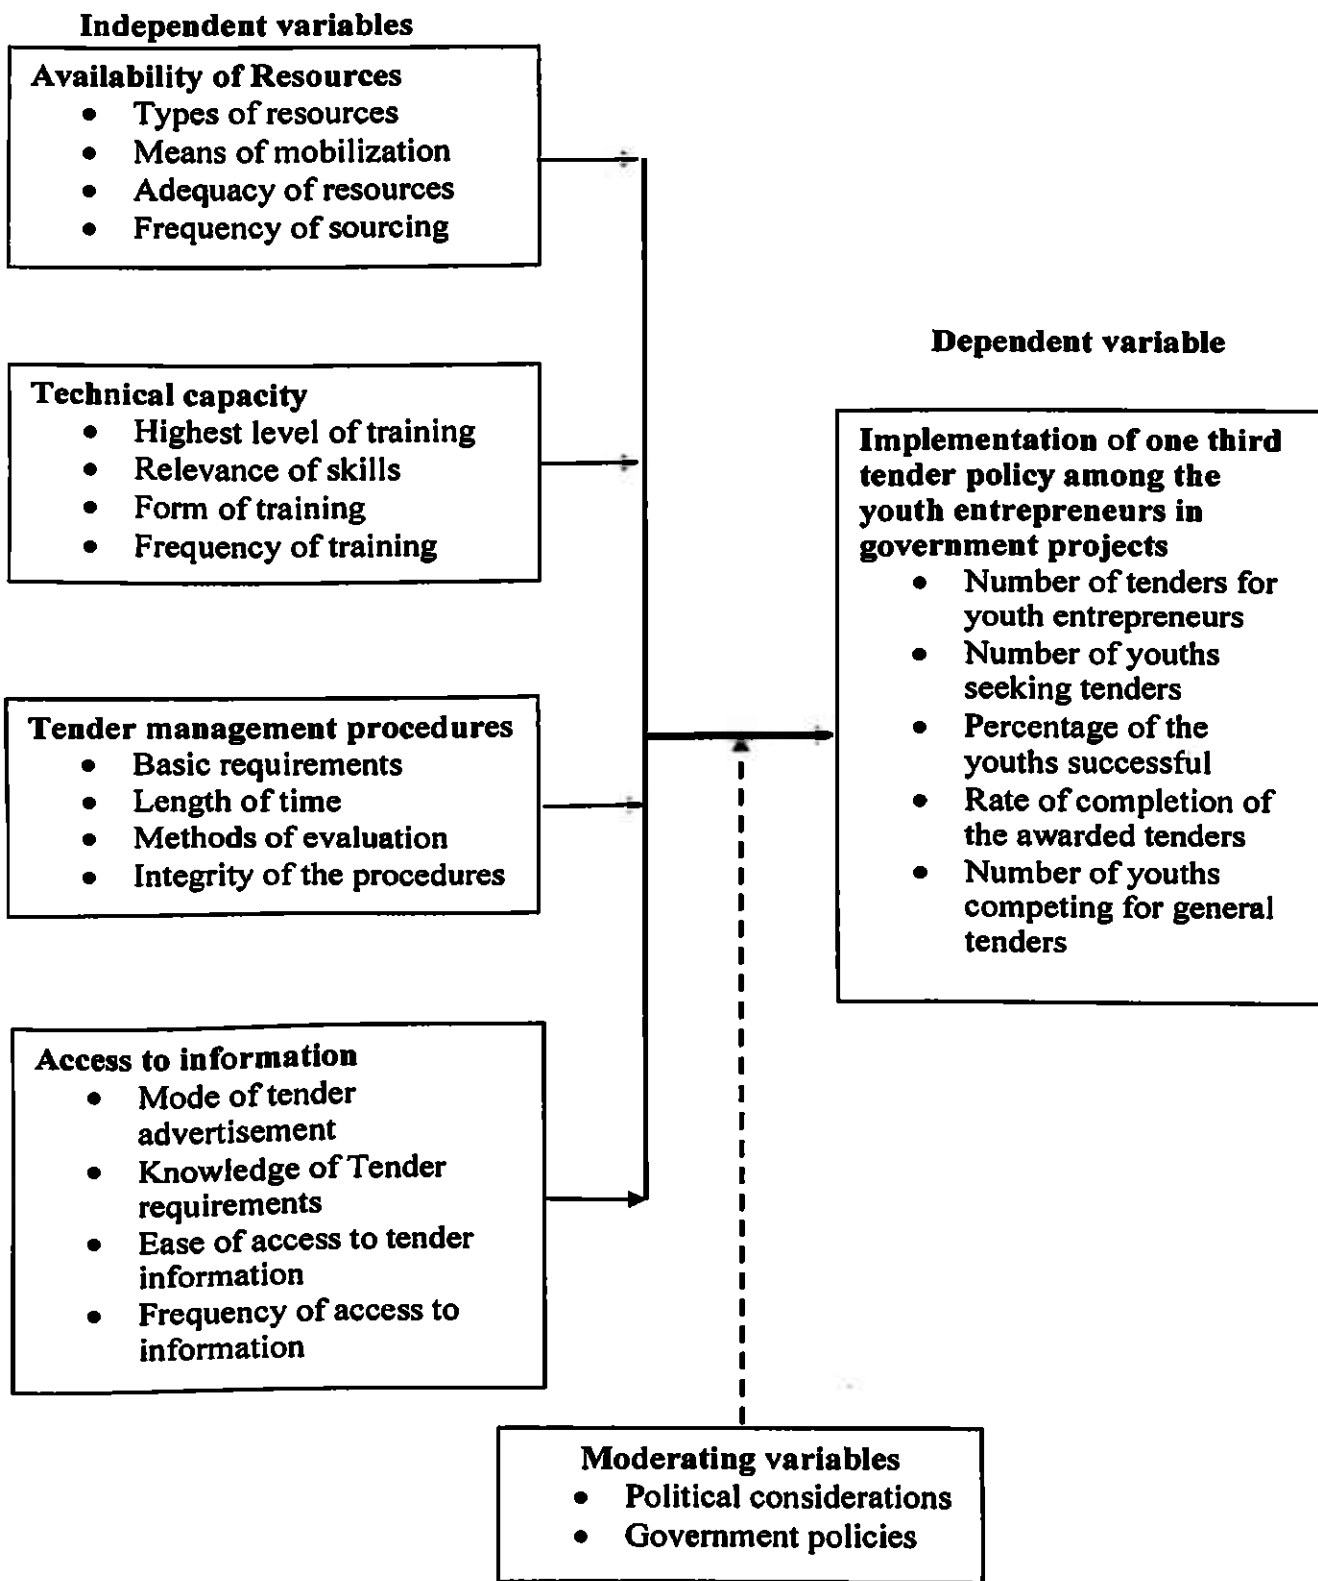 Independent variables
Availability of Resources
• Types of resources
• Means of mobilization
• Adequacy of resources
• Frequency of sourcing
Technical capacity
• Highest level of training
• Relevance of skills
• Form of training
• Frequency of training
Tender management procedures
• Basic requirements
• Length of time
• Methods of evaluation
• Integrity of the procedures
Access to information
• Mode of tender
advertisement
• Knowledge of Tender
requirements
• Ease of access to tender
information
• Frequency of access to
information
Dependent variable
Implementation of one third
tender policy among the
youth entrepreneurs in
government projects
• Number of tenders for
youth entrepreneurs
• Number of youths
seeking tenders
• Percentage of the
youths successful
• Rate of completion of
the awarded tenders
• Number of youths
competing for general
tenders
Moderating variables
• Political considerations
• Government policies